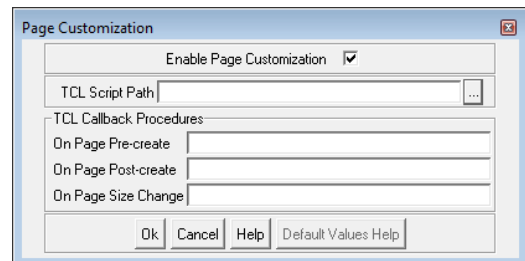 Page Customization
Enable Page Customization
TCL Script Path ...
TCL Callback Procedures
On Page Pre-create
On Page Post-create
On Page Size Change
Ok Cancel Help Default Values Help